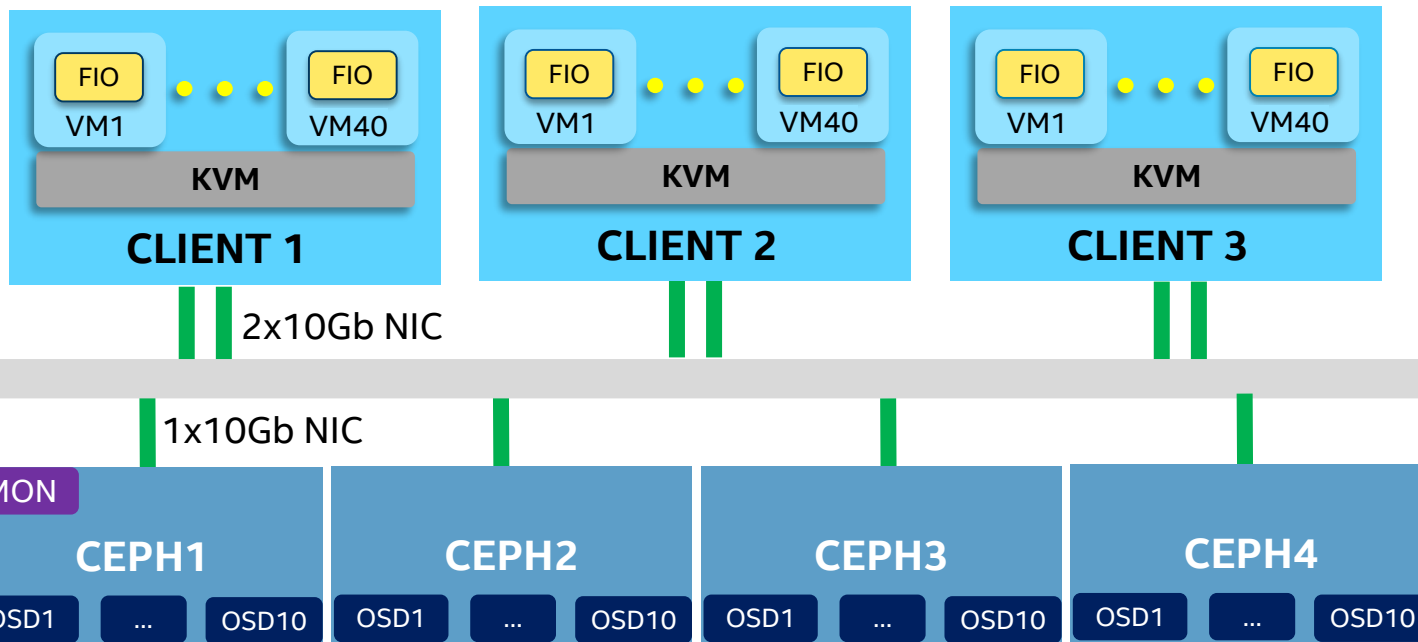 FIO FIO FIO FIO FIO FIO
VM1 VM40 VM1 VM40 VM1 VM40
KVM KVM KVM
CLIENT 1 CLIENT 2 CLIENT 3
2x10Gb NIC
1x10Gb NIC
MON
CEPH1 CEPH2 CEPH3 CEPH4
OSD1 ... OSD10 OSD1 ... OSD10 OSD1 ... OSD10 OSD1 ... OSD10